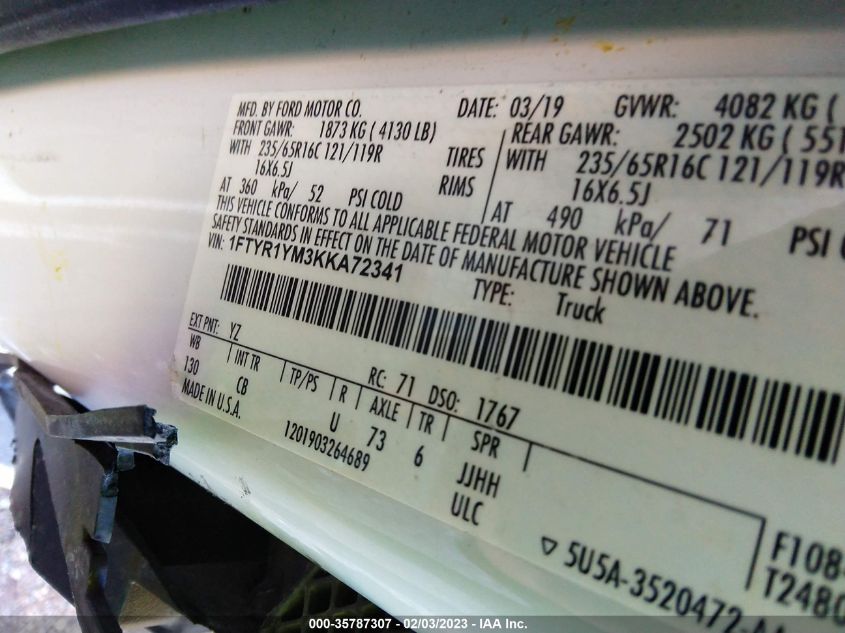 MFD. BY FORD MOTOR CO. DATE: 03/19 GVWR: 4082 KG (
FRONT GAWR: 1873 KG ( 4130 LB) REAR GAWR: 2502 KG ( 551
WITH 235/65R16C 121/119R TIRES WITH 235/65R16C 121/119R
16X6.5J RIMS 16X6.5J
AT 360 kPa/ 52 PSI COLD AT 490 kPa/ 71 PSI
THIS VEHICLE CONFORMS TO ALL APPLICABLE FEDERAL MOTOR VEHICLE
SAFETY STANDARDS IN EFFECT ON THE DATE OF MANUFACTURE SHOWN ABOVE.
VIN: 1FTYR1YM3KKA72341
TYPE: Truck
EXT PNT: YZ RC: 71 DSO: 1767
WB INT TR TP/PS R AXLE TR SPR
130 CB U 73 6 JJHH
MADE IN U.S.A. 1201903264689 ULC
▽ 5U5A-3520472-
F108
T2480
000-35787307 - 02/03/2023 - IAA Inc.